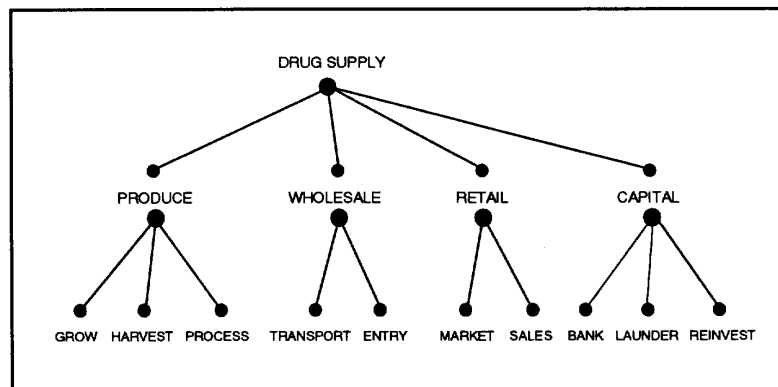 DRUG SUPPLY
PRODUCE WHOLESALE RETAIL CAPITAL
GROW HARVEST PROCESS TRANSPORT ENTRY MARKET SALES BANK LAUNDER REINVEST